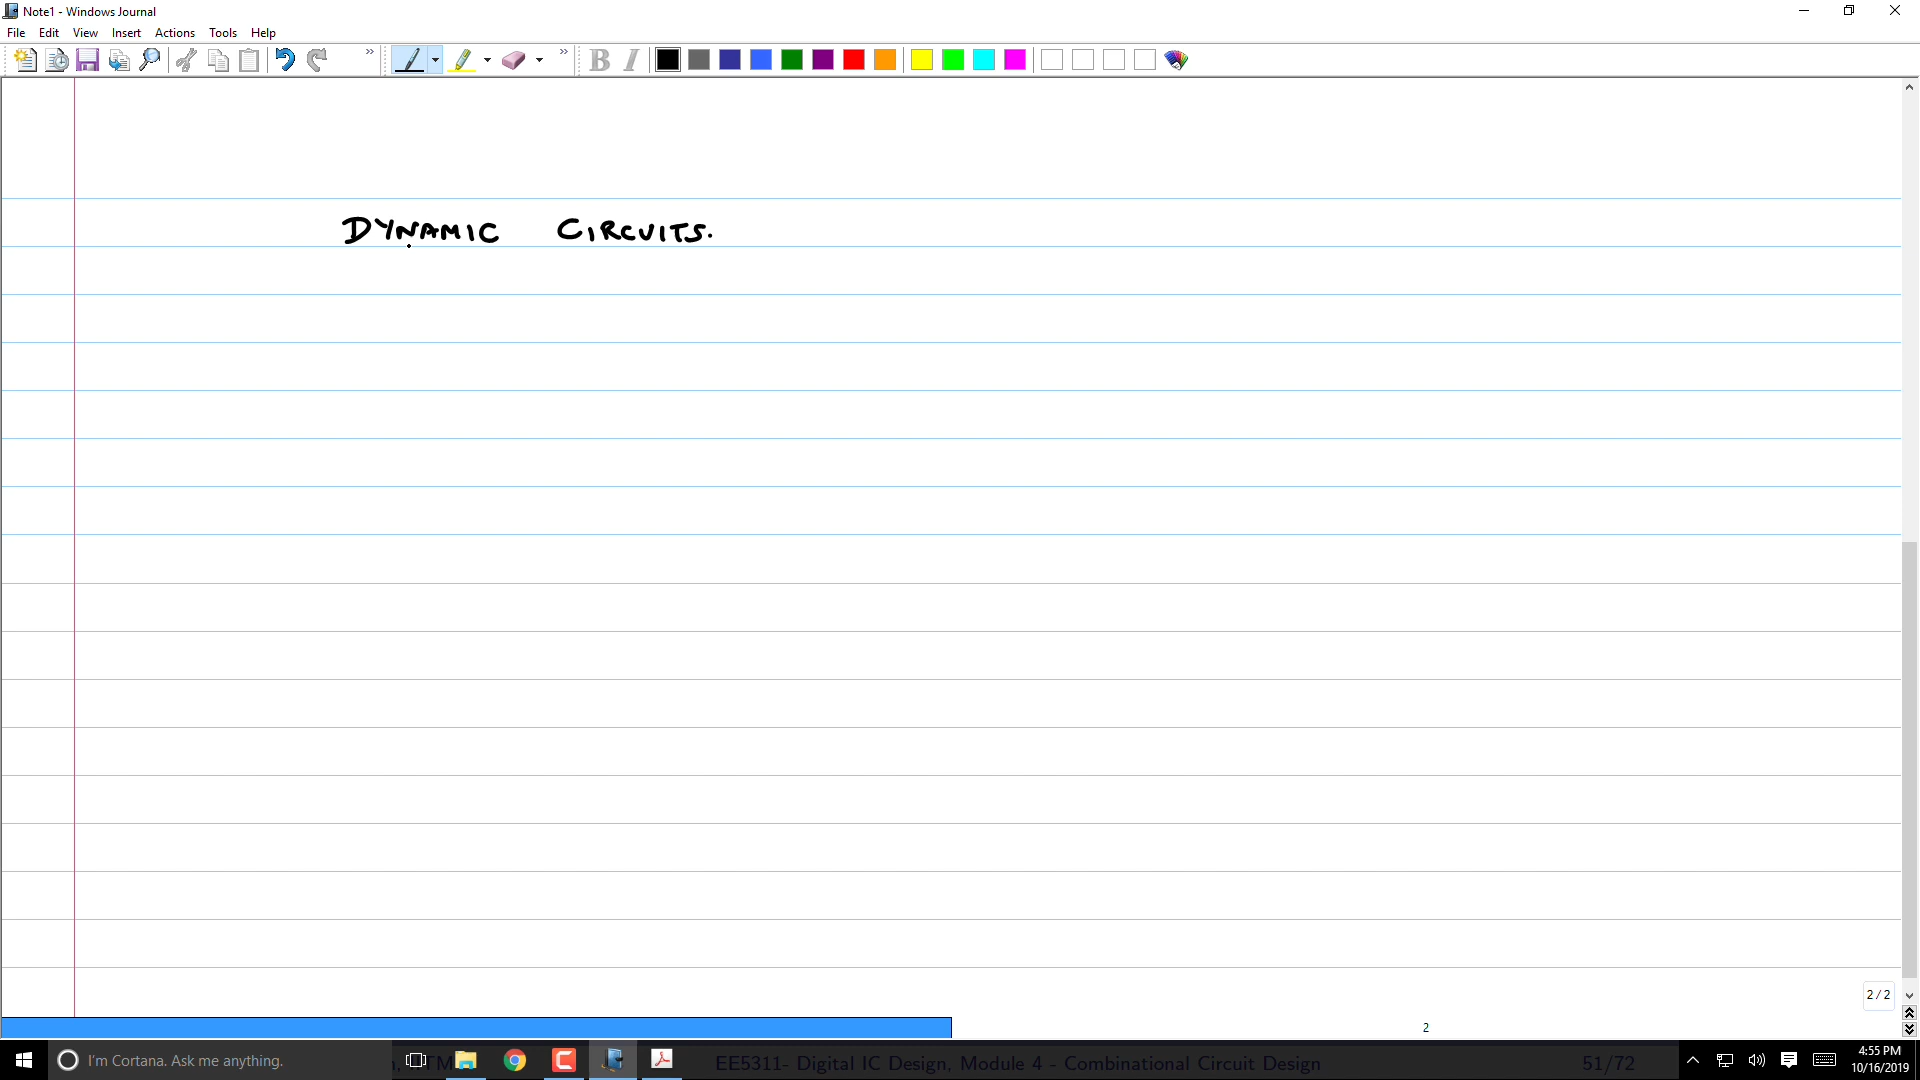 Note1 - Windows Journal
File Edit View Insert Actions Tools Help
DYNAMIC CIRCUITS.
2 / 2
2
I'm Cortana. Ask me anything.
EE5311- Digital IC Design, Module 4 - Combinational Circuit Design
51/72
4:55 PM
10/16/2019